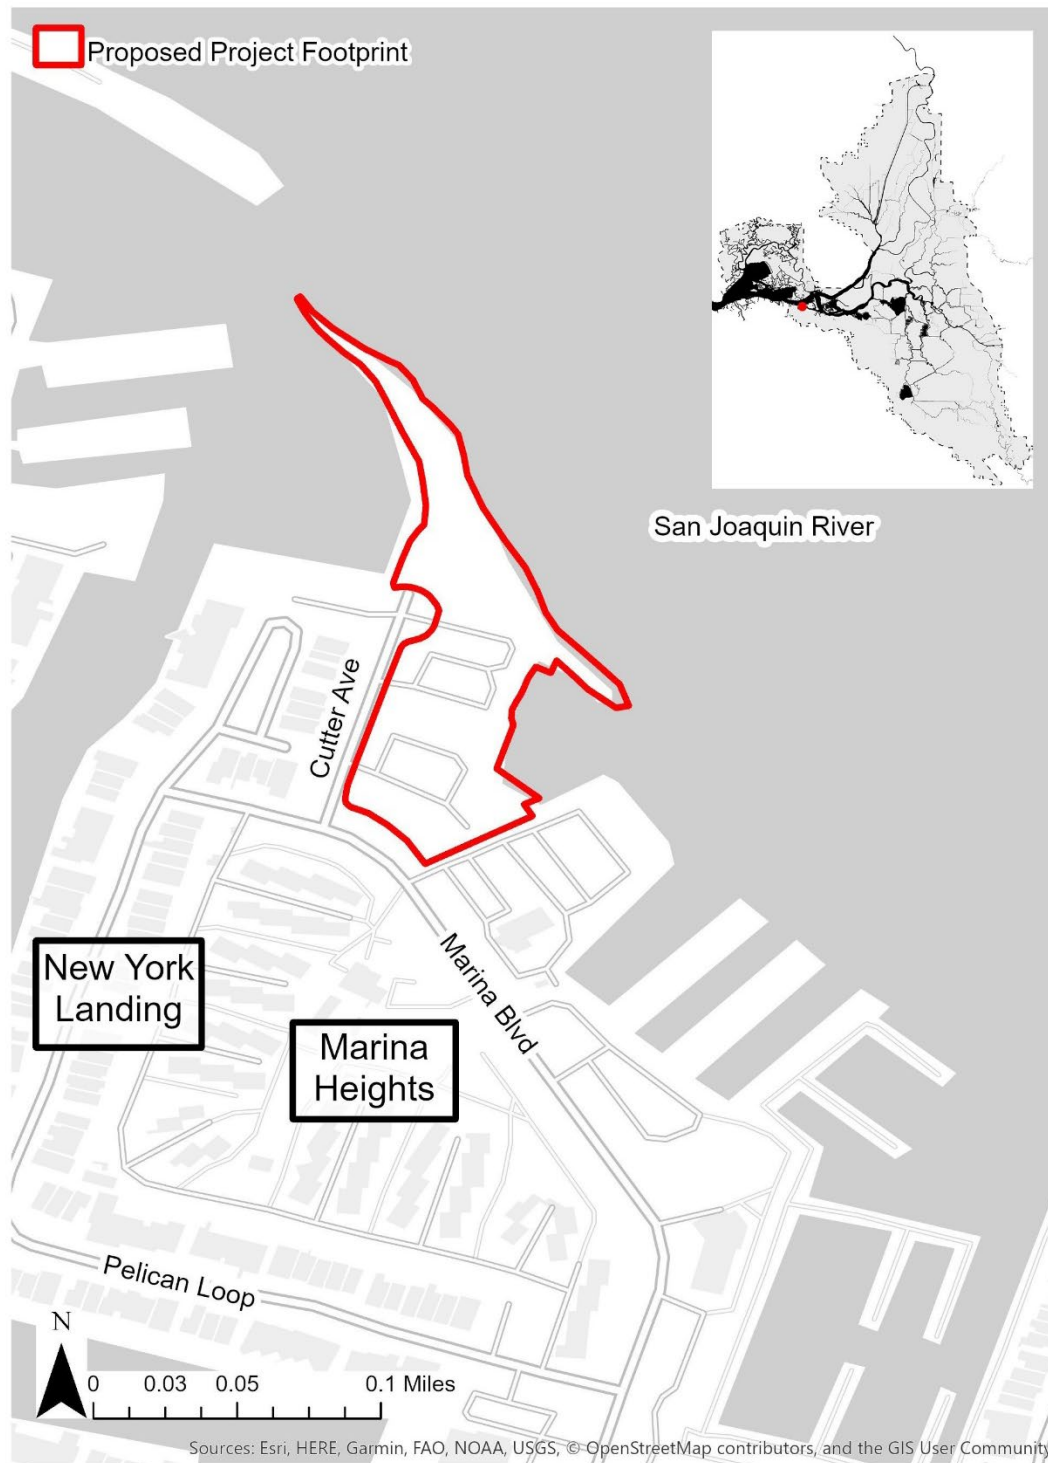 Proposed Project Footprint
San Joaquin River
Cutter Ave
New York
Landing
Marina
Heights
Marina Blvd
Pelican Loop
N
0 0.03 0.05 0.1 Miles
Sources: Esri, HERE, Garmin, FAO, NOAA, USGS, © OpenStreetMap contributors, and the GIS User Community